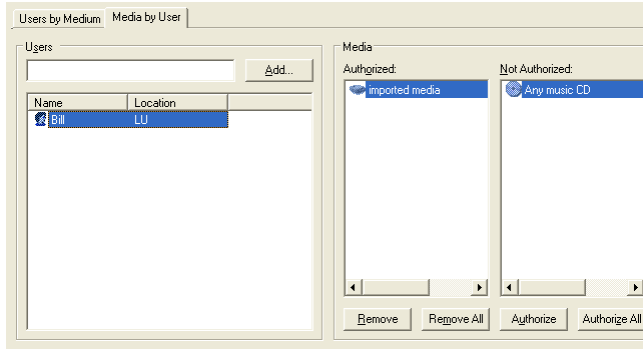 Users by Medium Media by User
Users
Add...
Name Location
Bill LU
Media
Authorized: Not Authorized:
imported media Any music CD
Remove Remove All Authorize Authorize All